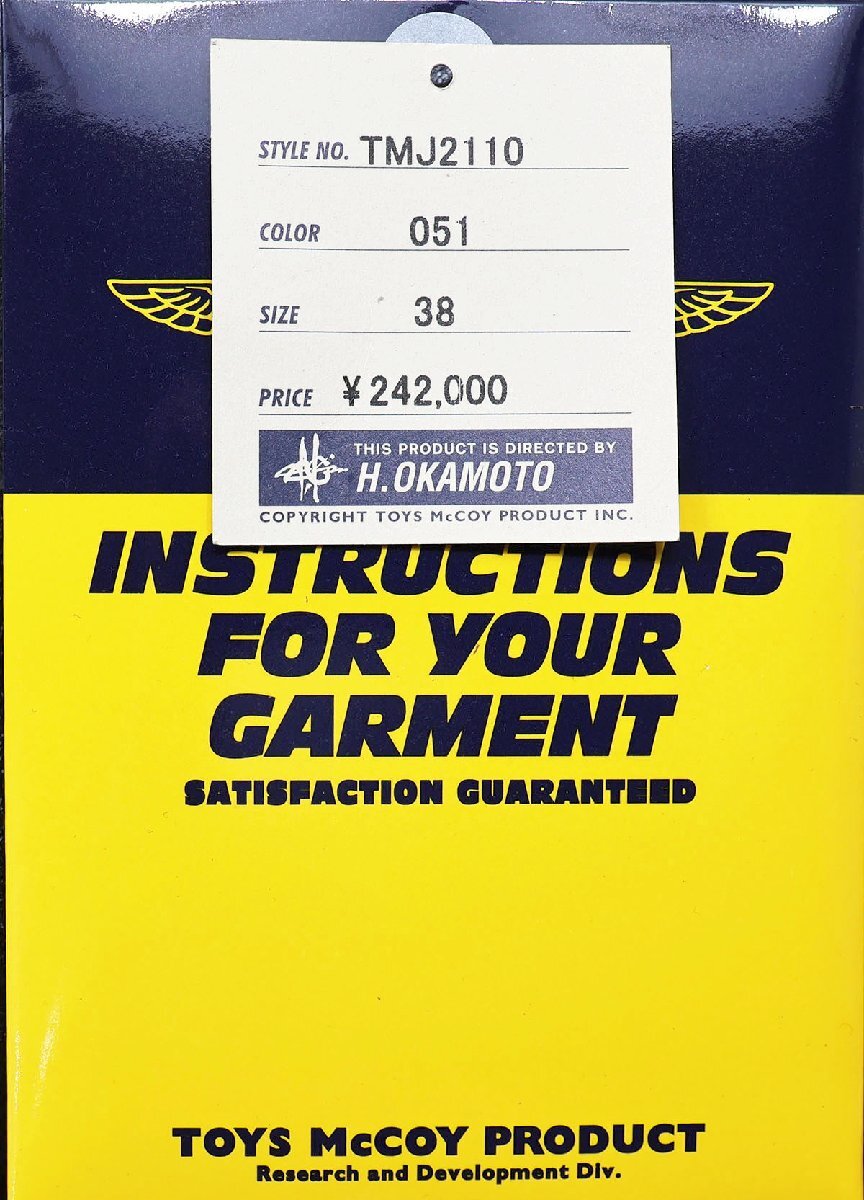 STYLE NO. TMJ2110
COLOR 051
SIZE 38
PRICE ¥242,000
THIS PRODUCT IS DIRECTED BY
H.OKAMOTO
COPYRIGHT TOYS McCOY PRODUCT INC.
INSTRUCTIONS
FOR YOUR
GARMENT
SATISFACTION GUARANTEED
TOYS McCOY PRODUCT
Research and Development Div.